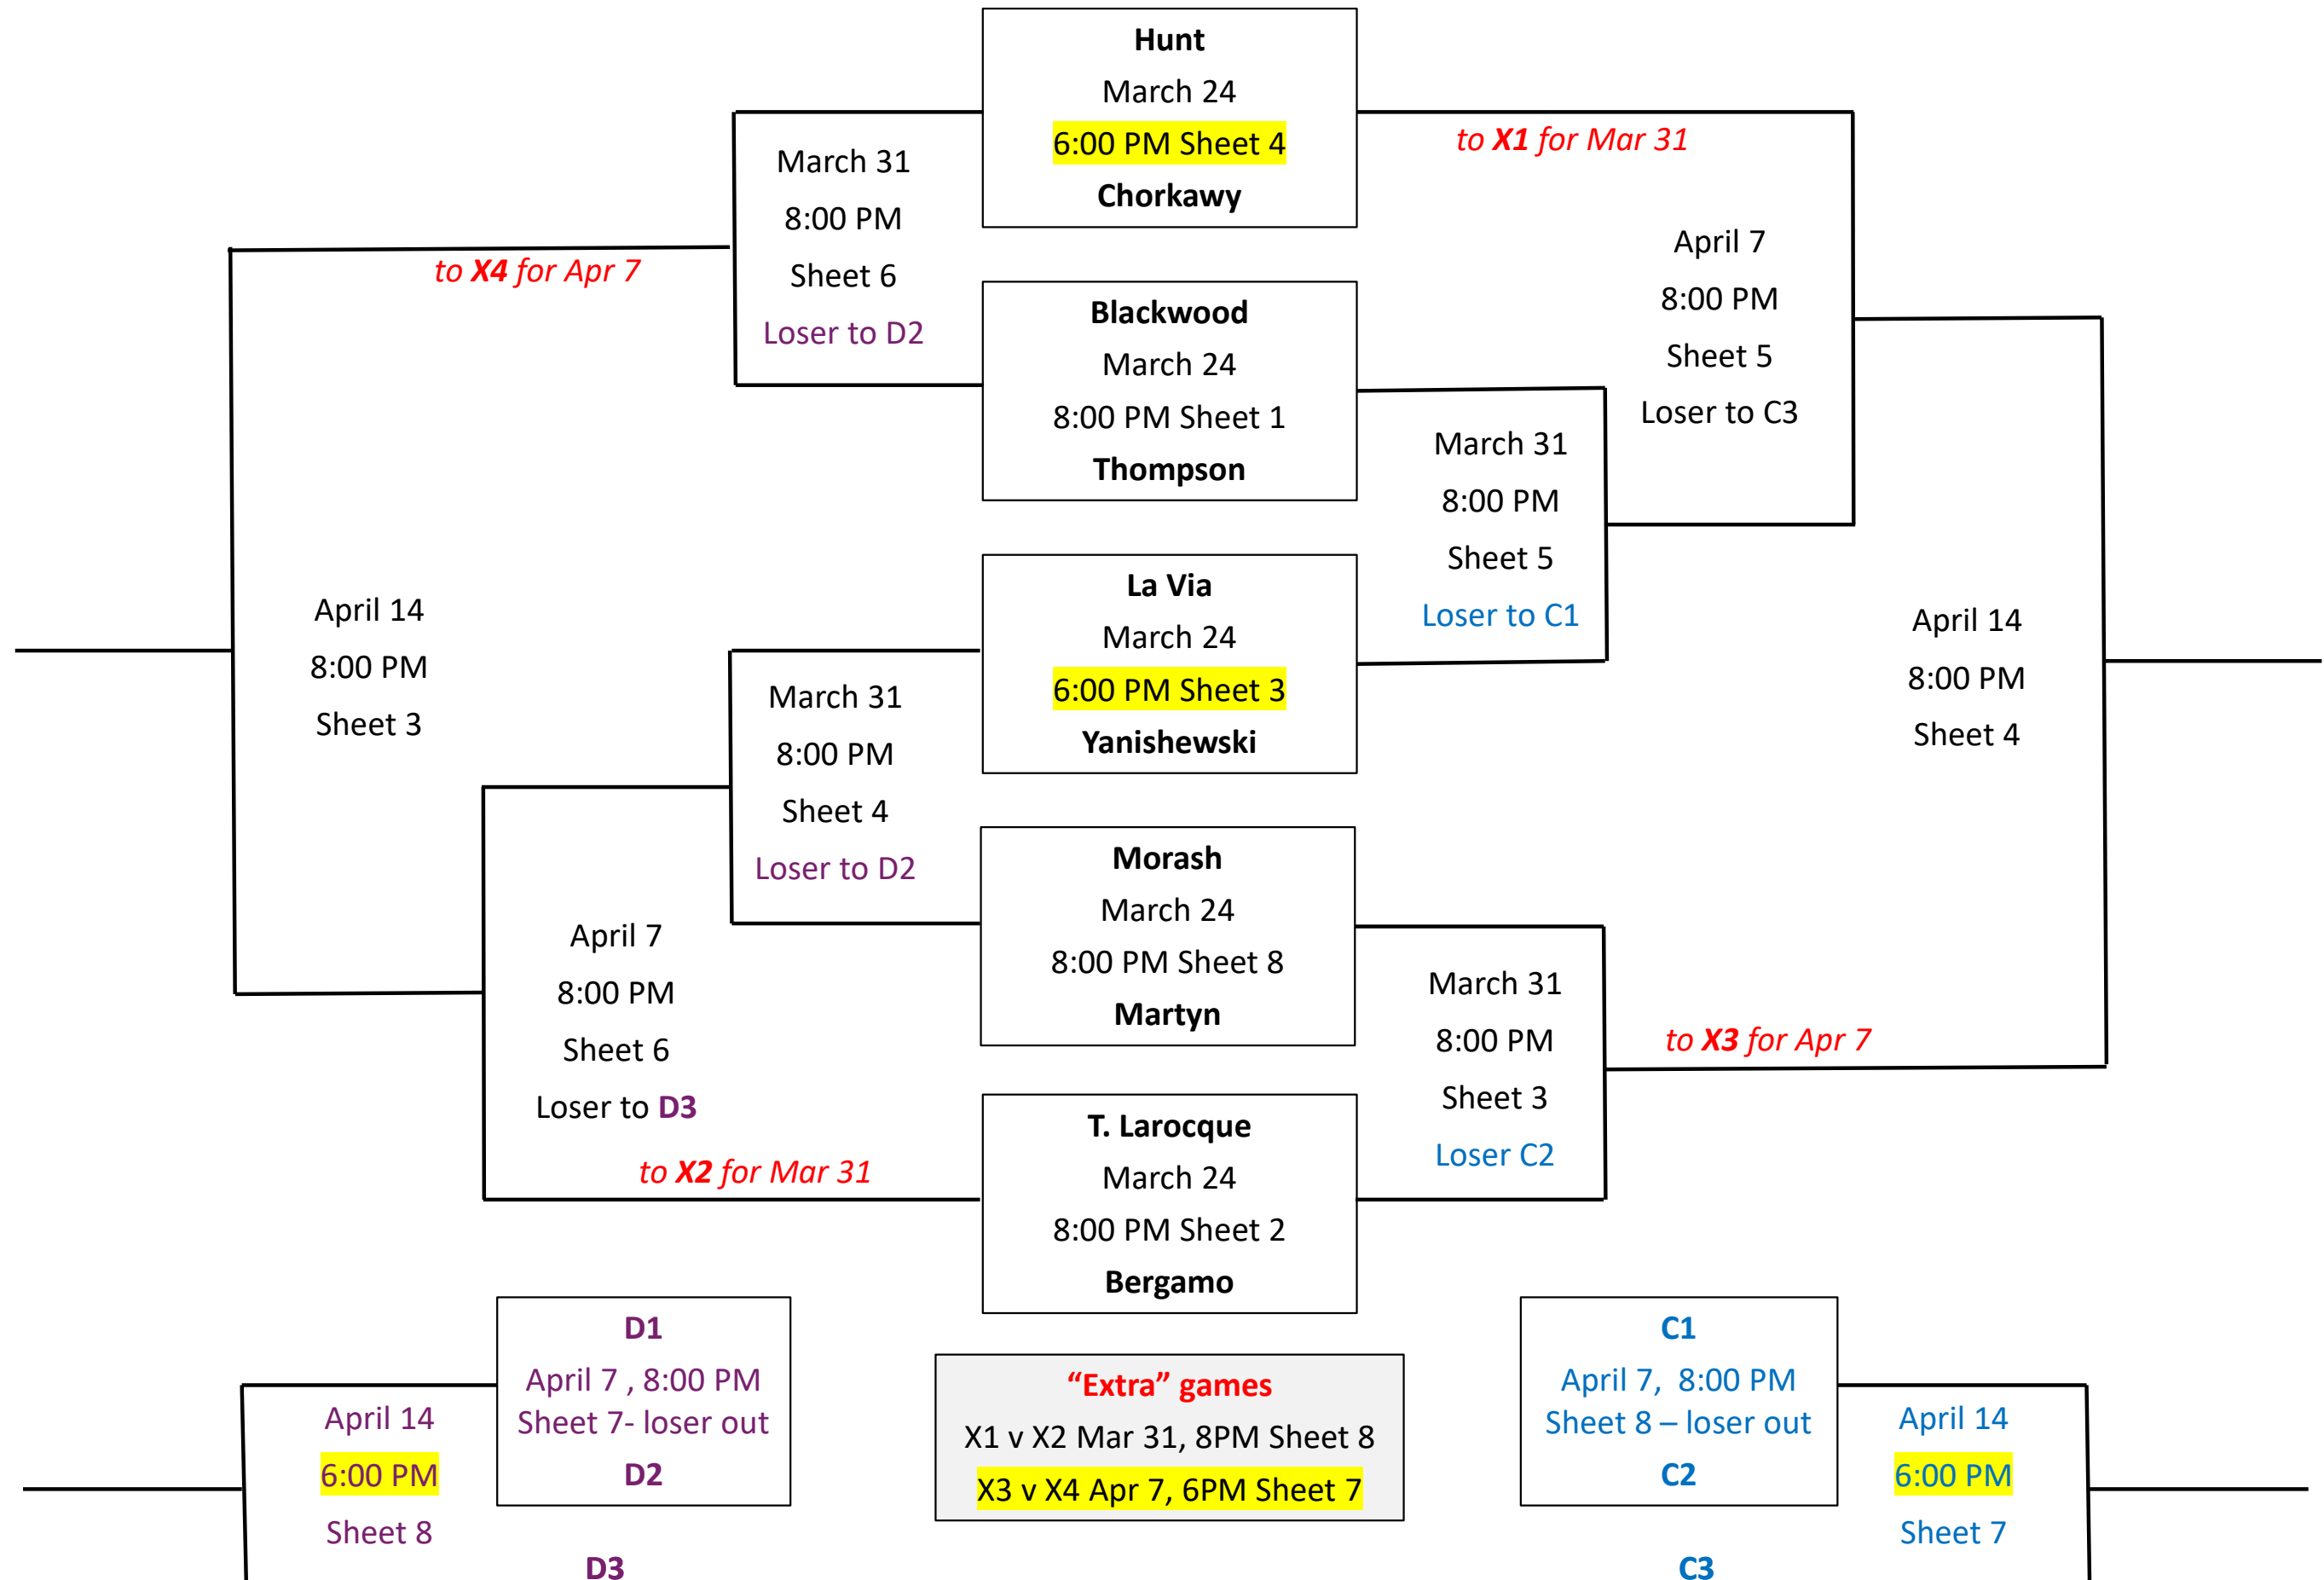 Hunt
March 24
6:00 PM Sheet 4
Chorkawy
to X1 for Mar 31
March 31
8:00 PM
Sheet 6
Loser to D2
to X4 for Apr 7
April 7
8:00 PM
Sheet 5
Loser to C3
Blackwood
March 24
8:00 PM Sheet 1
Thompson
March 31
8:00 PM
Sheet 5
Loser to C1
La Via
March 24
6:00 PM Sheet 3
Yanishewski
April 14
8:00 PM
Sheet 3
April 14
8:00 PM
Sheet 4
March 31
8:00 PM
Sheet 4
Loser to D2
Morash
March 24
8:00 PM Sheet 8
Martyn
April 7
8:00 PM
Sheet 6
Loser to D3
March 31
8:00 PM
Sheet 3
Loser C2
to X3 for Apr 7
to X2 for Mar 31
T. Larocque
March 24
8:00 PM Sheet 2
Bergamo
D1
April 7 , 8:00 PM
Sheet 7- loser out
D2
April 14
6:00 PM
Sheet 8
D3
“Extra” games
X1 v X2 Mar 31, 8PM Sheet 8
X3 v X4 Apr 7, 6PM Sheet 7
C1
April 7, 8:00 PM
Sheet 8 – loser out
C2
April 14
6:00 PM
Sheet 7
C3